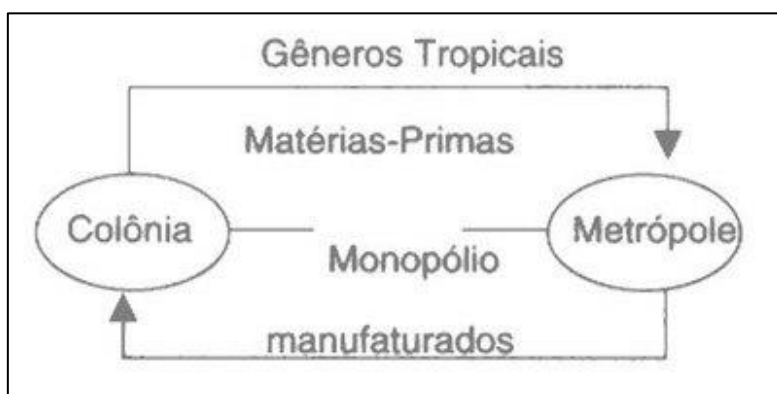 Gêneros Tropicais
Matérias-Primas
Colônia
Metrópole
Monopólio
manufaturados